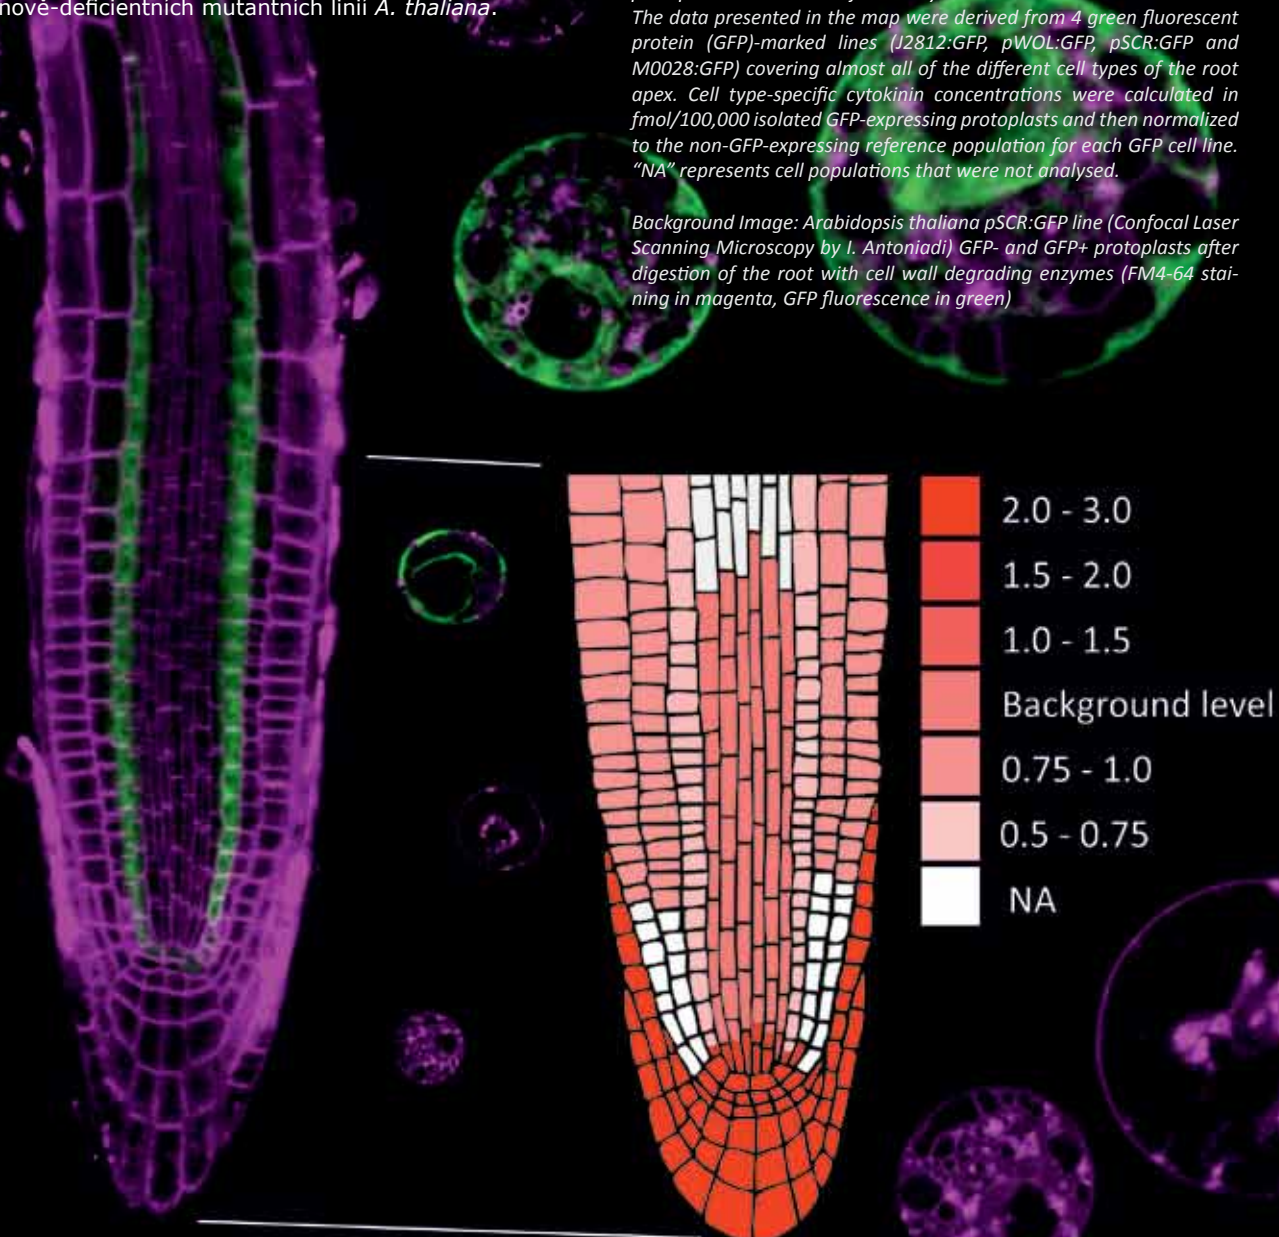 nově-deficientních mutantních linií A. thaliana.
The data presented in the map were derived from 4 green fluorescent
protein (GFP)-marked lines (J2812:GFP, pWOL:GFP, pSCR:GFP and
M0028:GFP) covering almost all of the different cell types of the root
apex. Cell type-specific cytokinin concentrations were calculated in
fmol/100,000 isolated GFP-expressing protoplasts and then normalized
to the non-GFP-expressing reference population for each GFP cell line.
“NA” represents cell populations that were not analysed.
Background Image: Arabidopsis thaliana pSCR:GFP line (Confocal Laser
Scanning Microscopy by I. Antoniadi) GFP- and GFP+ protoplasts after
digestion of the root with cell wall degrading enzymes (FM4-64 stai-
ning in magenta, GFP fluorescence in green)
2.0 - 3.0
1.5 - 2.0
1.0 - 1.5
Background level
0.75 - 1.0
0.5 - 0.75
NA